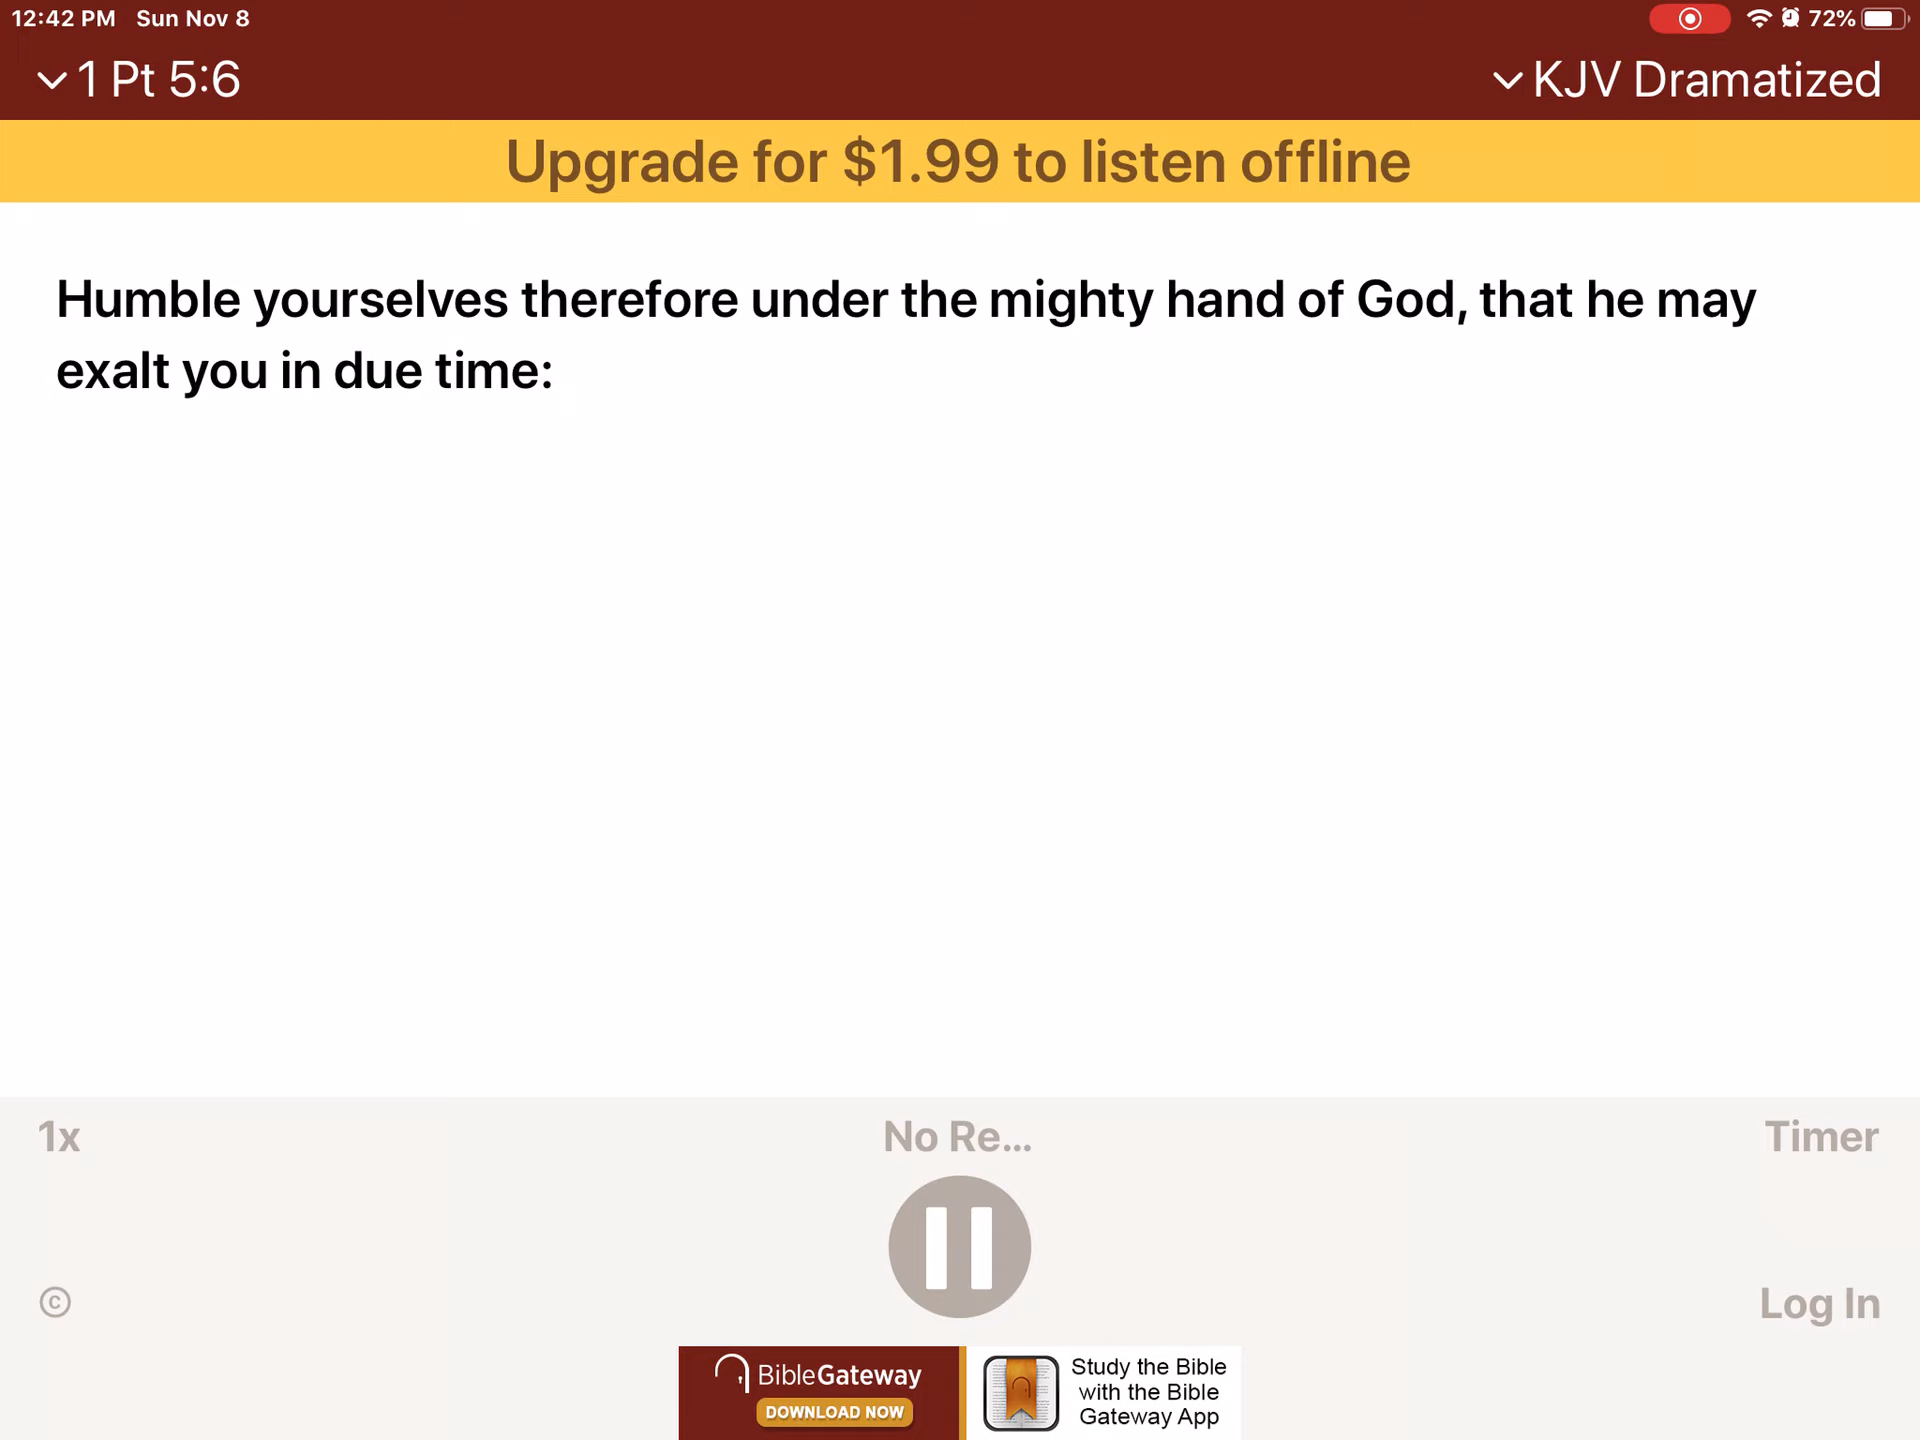 12:42 PM Sun Nov 8 72%
1 Pt 5:6 KJV Dramatized
Upgrade for $1.99 to listen offline
Humble yourselves therefore under the mighty hand of God, that he may
exalt you in due time:
1x No Re... Timer
© Log In
BibleGateway
DOWNLOAD NOW
Study the Bible
with the Bible
Gateway App